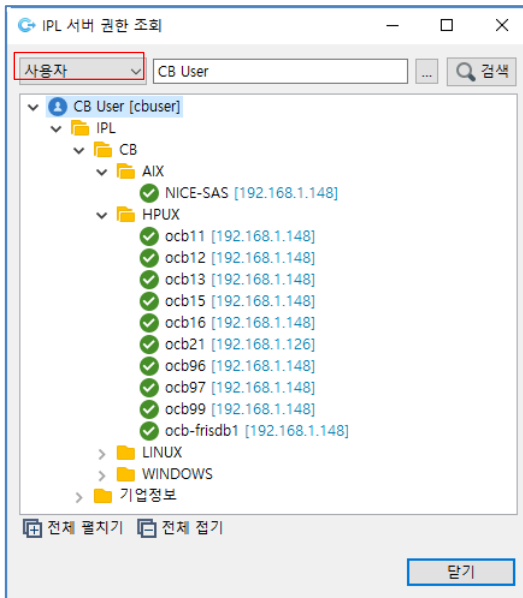 IPL 서버 권한 조회
사용자 CB User ... 검색
CB User [cbuser]
IPL
CB
AIX
NICE-SAS [192.168.1.148]
HPUX
ocb11 [192.168.1.148]
ocb12 [192.168.1.148]
ocb13 [192.168.1.148]
ocb15 [192.168.1.148]
ocb16 [192.168.1.148]
ocb21 [192.168.1.126]
ocb96 [192.168.1.148]
ocb97 [192.168.1.148]
ocb99 [192.168.1.148]
ocb-frisdb1 [192.168.1.148]
LINUX
WINDOWS
기업정보
전체 펼치기 전체 접기
닫기